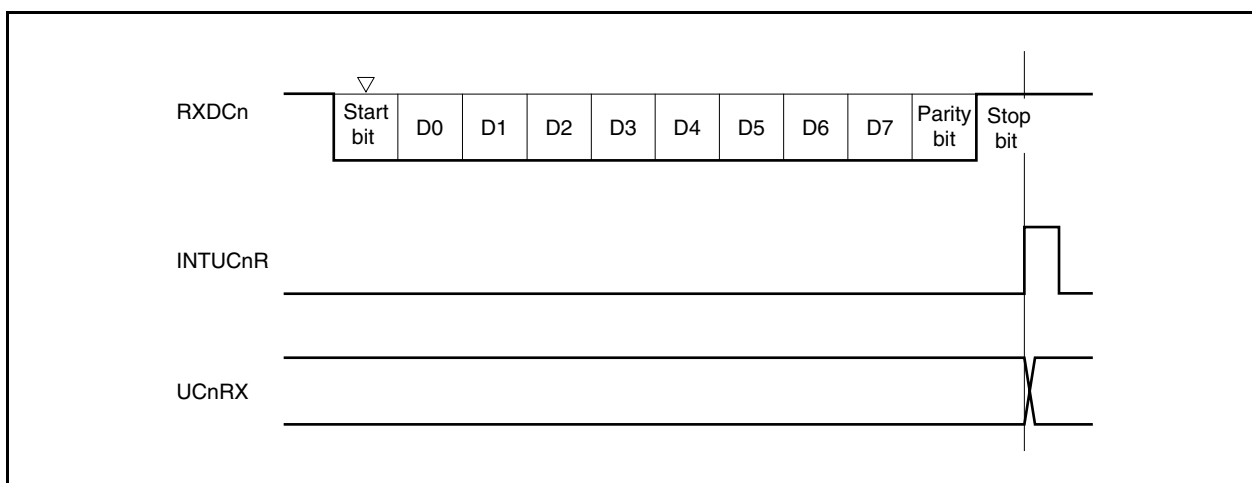 RXDCn
Start
bit
D0
D1
D2
D3
D4
D5
D6
D7
Parity
bit
Stop
bit
INTUCnR
UCnRX